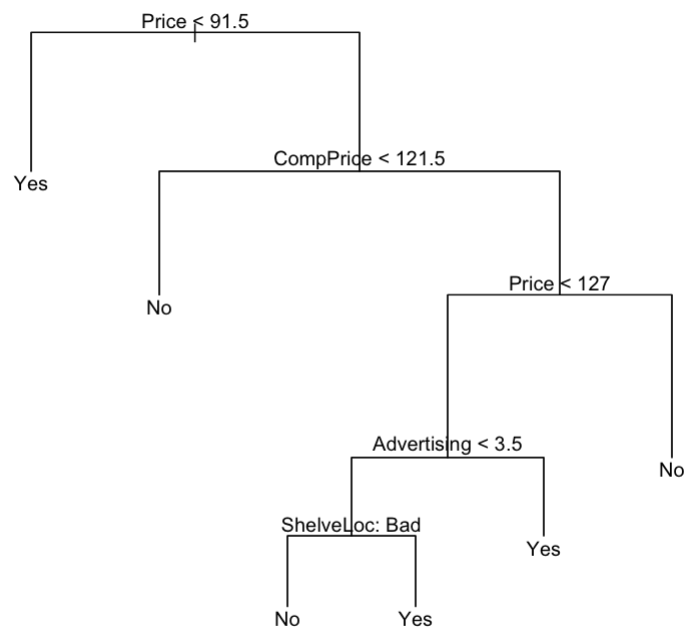 Price < 91.5
CompPrice < 121.5
Yes
Price < 127
No
Advertising < 3.5
No
ShelveLoc: Bad
Yes
No
Yes